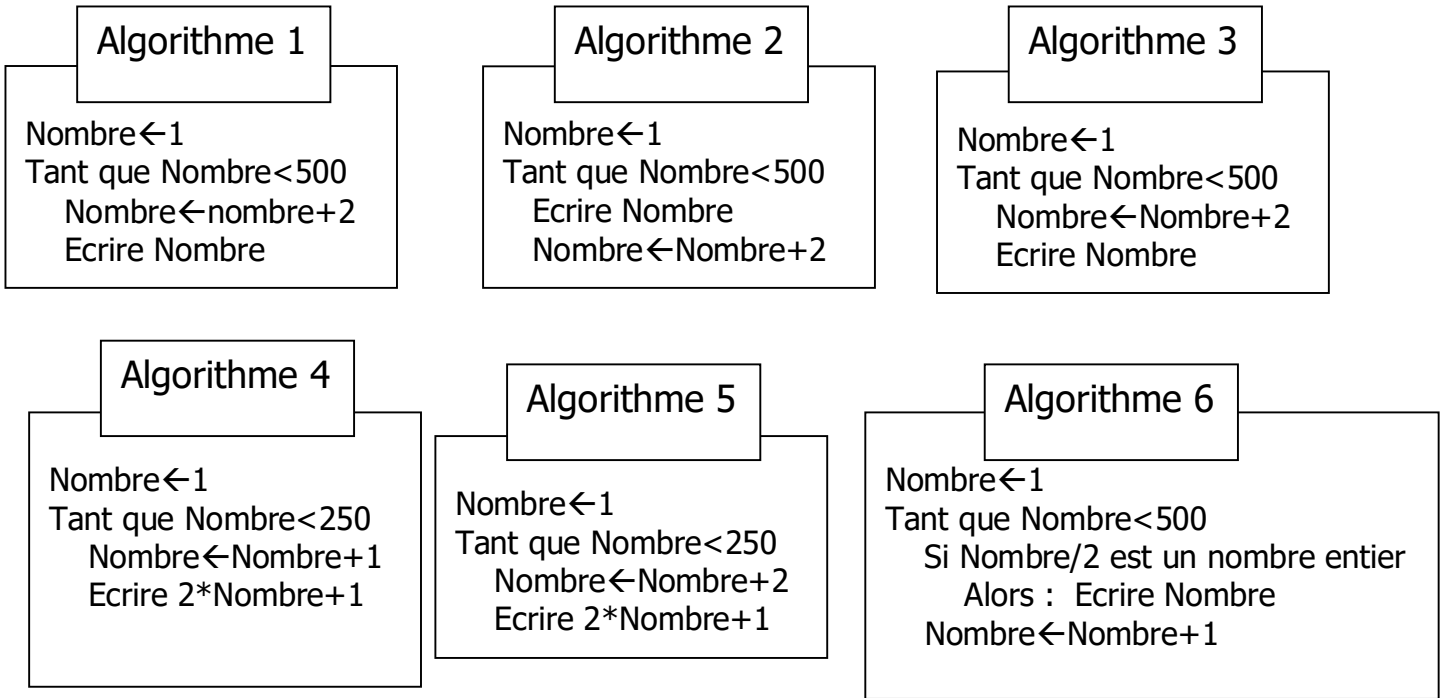 Algorithme 1
Nombre←1
Tant que Nombre<500
Nombre←nombre+2
Ecrire Nombre
Algorithme 2
Nombre←1
Tant que Nombre<500
Ecrire Nombre
Nombre←Nombre+2
Algorithme 3
Nombre←1
Tant que Nombre<500
Nombre←Nombre+2
Ecrire Nombre
Algorithme 4
Nombre←1
Tant que Nombre<250
Nombre←Nombre+1
Ecrire 2*Nombre+1
Algorithme 5
Nombre←1
Tant que Nombre<250
Nombre←Nombre+2
Ecrire 2*Nombre+1
Algorithme 6
Nombre←1
Tant que Nombre<500
Si Nombre/2 est un nombre entier
Alors : Ecrire Nombre
Nombre←Nombre+1